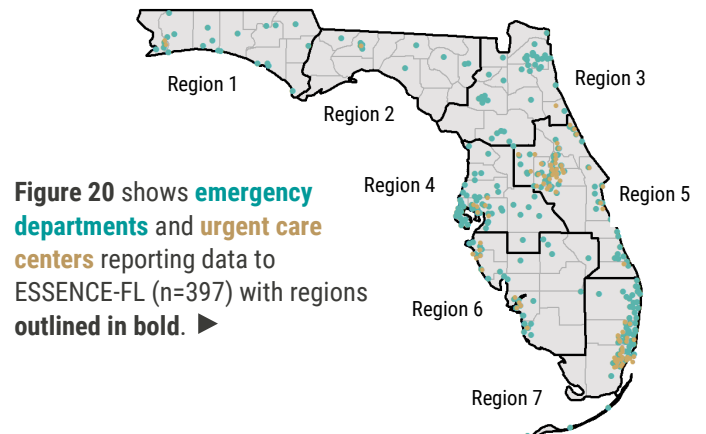 Region 1
Region 2
Region 3
Region 4
Region 5
Figure 20 shows emergency
departments and urgent care
centers reporting data to
ESSENCE-FL (n=397) with regions
outlined in bold. ►
Region 6
Region 7